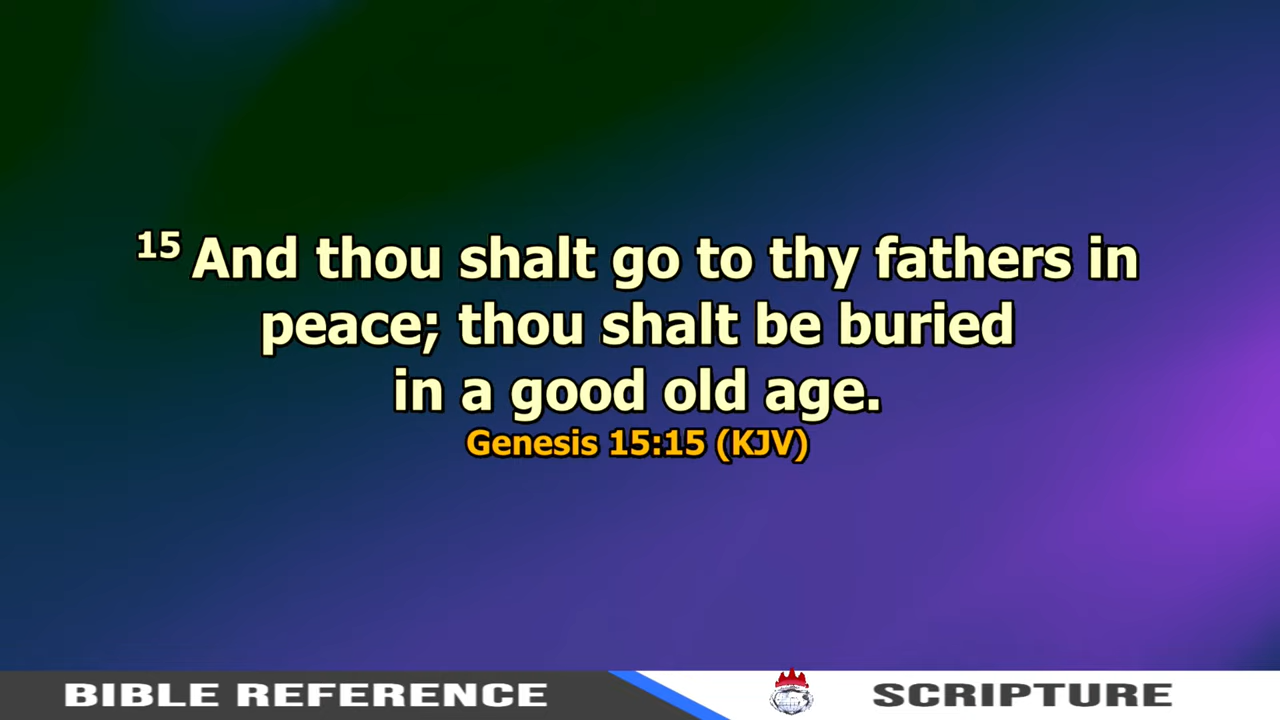 15 And thou shalt go to thy fathers in
peace; thou shalt be buried
in a good old age.
Genesis 15:15 (KJV)
BIBLE REFERENCE
SCRIPTURE